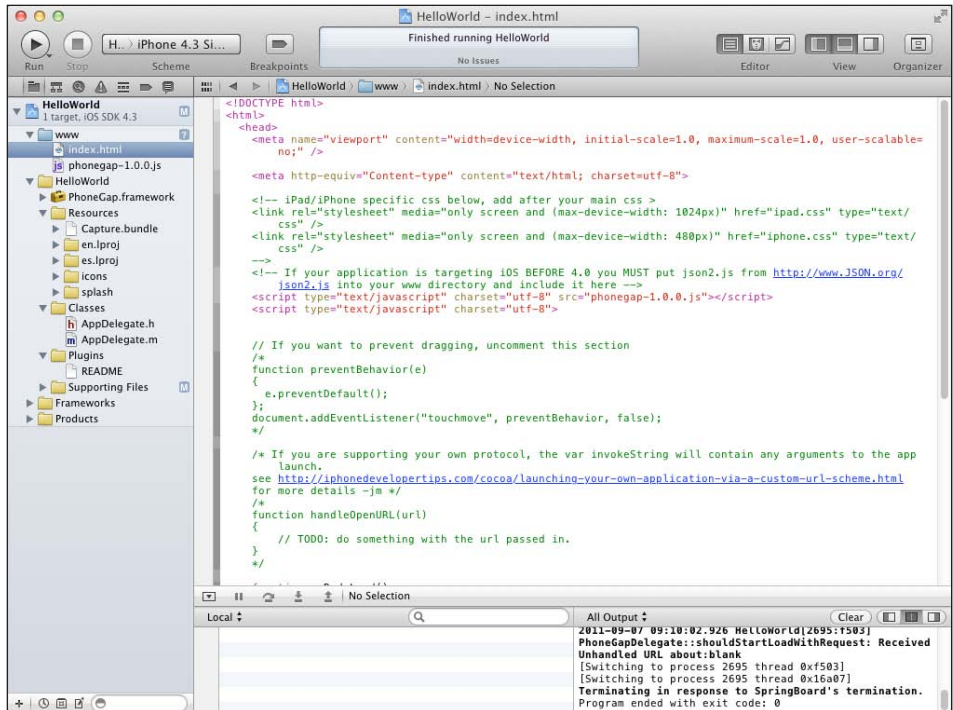 HelloWorld – index.html
Run
Stop
H.. 〉iPhone 4.3 Si...
Scheme
Breakpoints
Finished running HelloWorld
No Issues
Editor
View
Organizer
HelloWorld 〉 www 〉 index.html 〉 No Selection
HelloWorld
1 target, iOS SDK 4.3
M
www
?
index.html
js phonegap-1.0.0.js
HelloWorld
PhoneGap.framework
Resources
Capture.bundle
en.lproj
es.lproj
icons
splash
Classes
h AppDelegate.h
m AppDelegate.m
Plugins
README
Supporting Files
M
Frameworks
Products
<!DOCTYPE html>
<html>
<head>
<meta name="viewport" content="width=device-width, initial-scale=1.0, maximum-scale=1.0, user-scalable=
no;" />
<meta http-equiv="Content-type" content="text/html; charset=utf-8">
<!-- iPad/iPhone specific css below, add after your main css >
<link rel="stylesheet" media="only screen and (max-device-width: 1024px)" href="ipad.css" type="text/
css" />
<link rel="stylesheet" media="only screen and (max-device-width: 480px)" href="iphone.css" type="text/
css" />
-->
<!-- If your application is targeting iOS BEFORE 4.0 you MUST put json2.js from http://www.JSON.org/
json2.js into your www directory and include it here -->
<script type="text/javascript" charset="utf-8" src="phonegap-1.0.0.js"></script>
<script type="text/javascript" charset="utf-8">
// If you want to prevent dragging, uncomment this section
/*
function preventBehavior(e)
{
e.preventDefault();
};
document.addEventListener("touchmove", preventBehavior, false);
*/
/* If you are supporting your own protocol, the var invokeString will contain any arguments to the app
launch.
see http://iphonedevelopertips.com/cocoa/launching-your-own-application-via-a-custom-url-scheme.html
for more details -jm */
/*
function handleOpenURL(url)
{
// TODO: do something with the url passed in.
}
*/
No Selection
Local
All Output
Clear
2011-09-07 09:10:02.926 HelloWorld[2695:f503]
PhoneGapDelegate::shouldStartLoadWithRequest: Received
Unhandled URL about:blank
[Switching to process 2695 thread 0xf503]
[Switching to process 2695 thread 0x16a07]
Terminating in response to SpringBoard's termination.
Program ended with exit code: 0